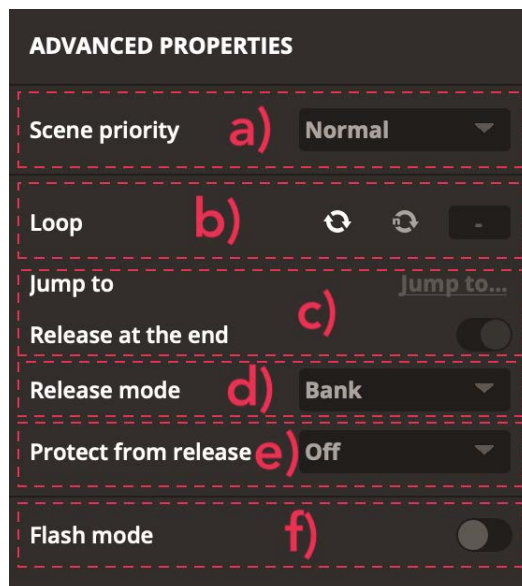 ADVANCED PROPERTIES
Scene priority a) Normal
Loop b) n -
Jump to Jump to...
c)
Release at the end
Release mode d) Bank
Protect from release e) Off
Flash mode f)